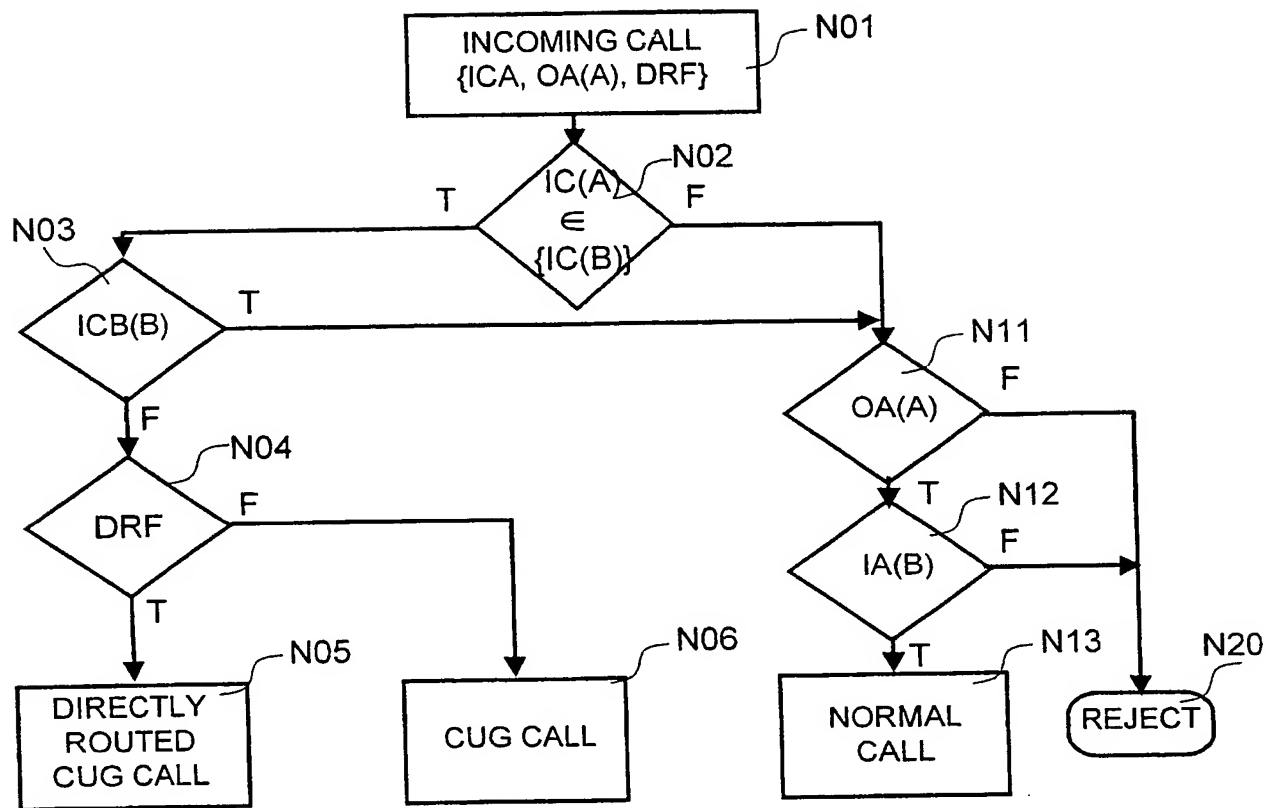 N01
INCOMING CALL
{ICA, OA(A), DRF}
N02
IC(A)
∈
{IC(B)}
T
F
N03
ICB(B)
T
F
N11
OA(A)
F
T
N04
DRF
F
T
N12
IA(B)
F
T
N05
DIRECTLY
ROUTED
CUG CALL
N06
CUG CALL
N13
NORMAL
CALL
N20
REJECT